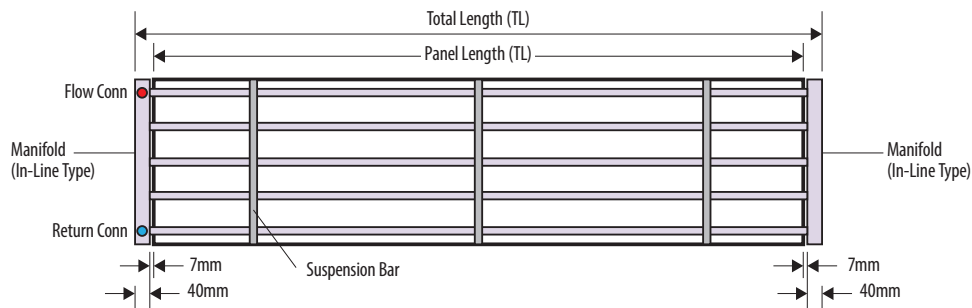 Total Length (TL)
Panel Length (TL)
Flow Conn
Manifold
(In-Line Type)
Manifold
(In-Line Type)
Return Conn
Suspension Bar
7mm
7mm
40mm
40mm